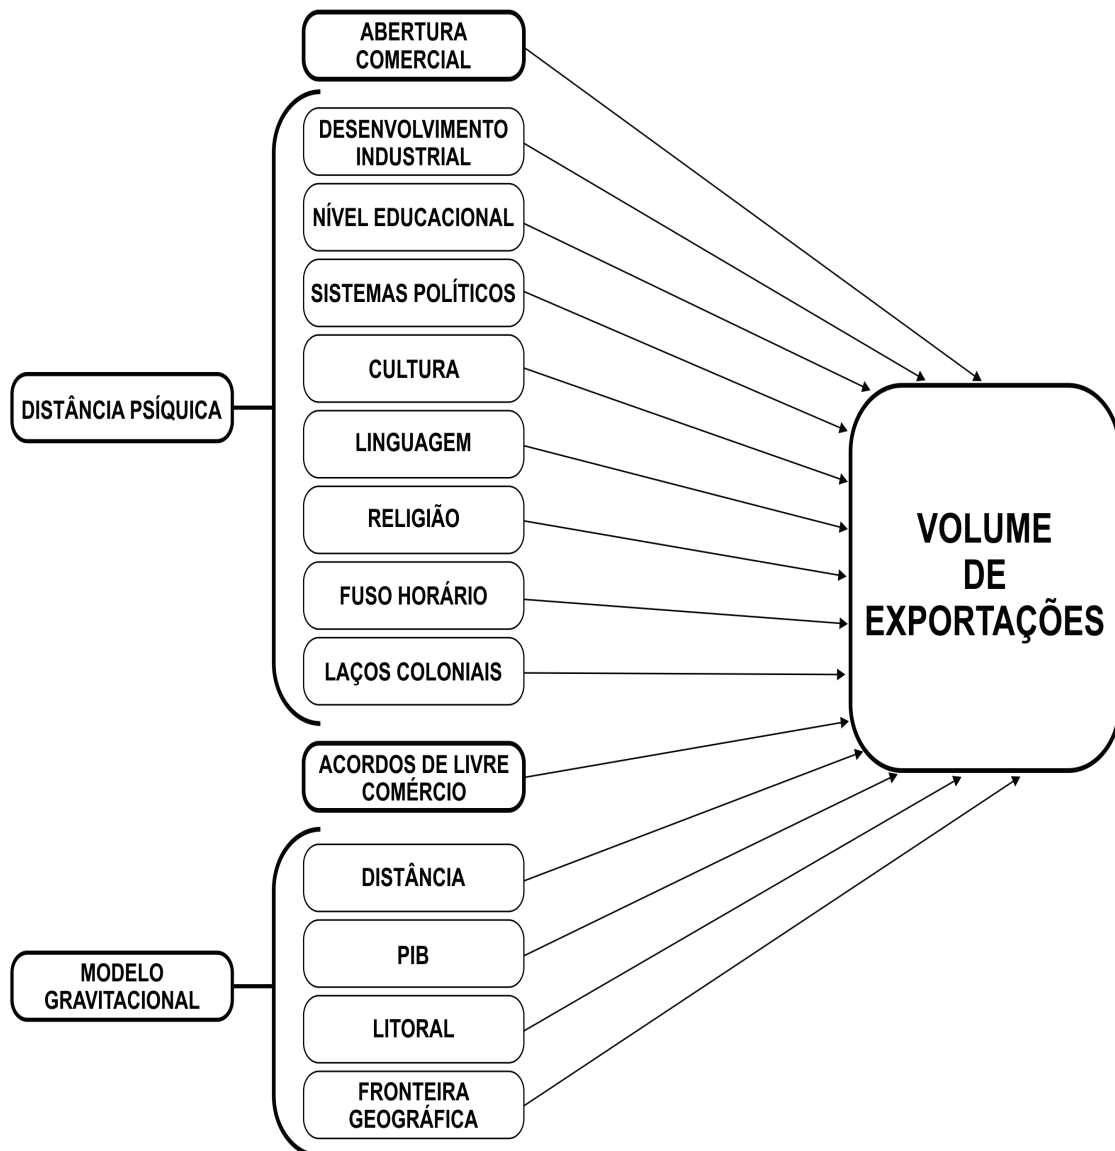 ABERTURA
COMERCIAL
DESENVOLVIMENTO
INDUSTRIAL
NÍVEL EDUCACIONAL
SISTEMAS POLÍTICOS
CULTURA
DISTÂNCIA PSÍQUICA
LINGUAGEM
RELIGIÃO
FUSO HORÁRIO
LAÇOS COLONIAIS
ACORDOS DE LIVRE
COMÉRCIO
DISTÂNCIA
PIB
MODELO
GRAVITACIONAL
LITORAL
FRONTEIRA
GEOGRÁFICA
VOLUME
DE
EXPORTAÇÕES